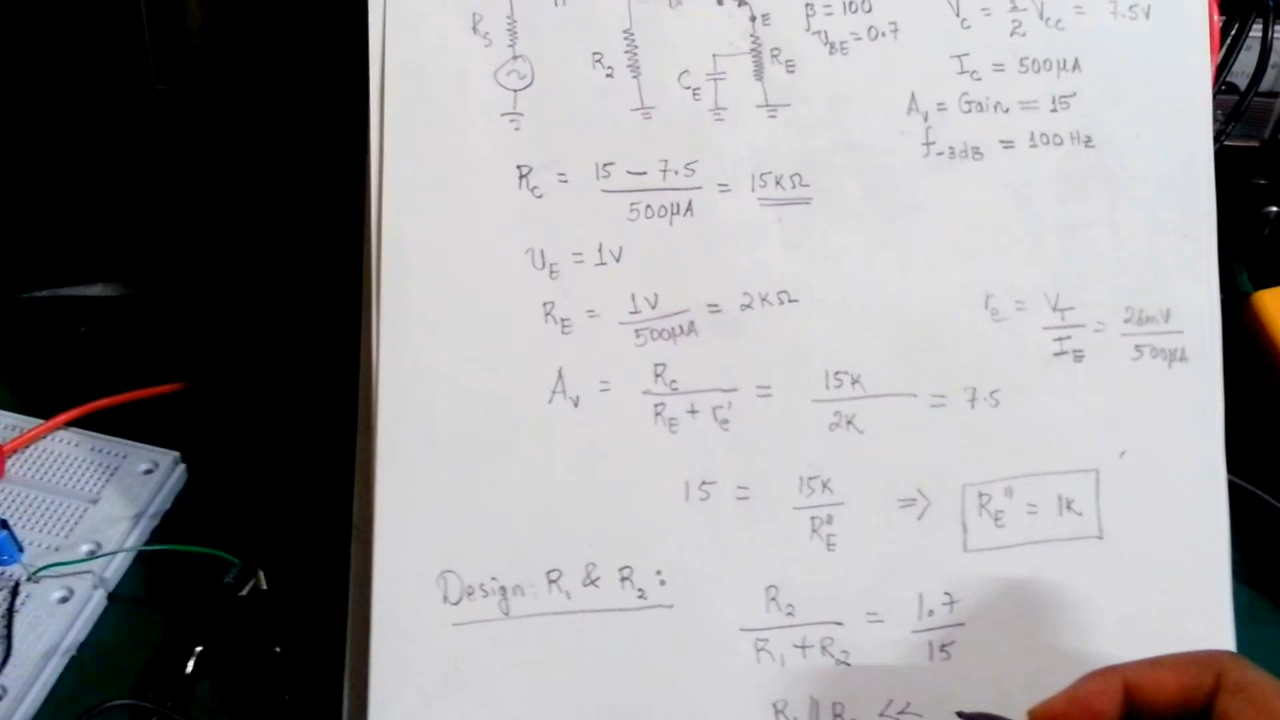 R_S
R_2
C_E
E
R_E
β = 100
V_BE = 0.7
V_C = 1/2 V_CC = 7.5V
I_C = 500μA
A_v = Gain = 15
f_-3dB = 100 Hz
R_C = (15 - 7.5)/500μA = 15KΩ
V_E = 1V
R_E = 1V/500μA = 2KΩ
r_e = V_T/I_E = 26mV/500μA
A_v = R_C/(R_E + r_e') = 15K/2K = 7.5
15 = 15K/R_E" => R_E" = 1K
Design R_1 & R_2:
R_2/(R_1 + R_2) = 1.7/15
R || R <<